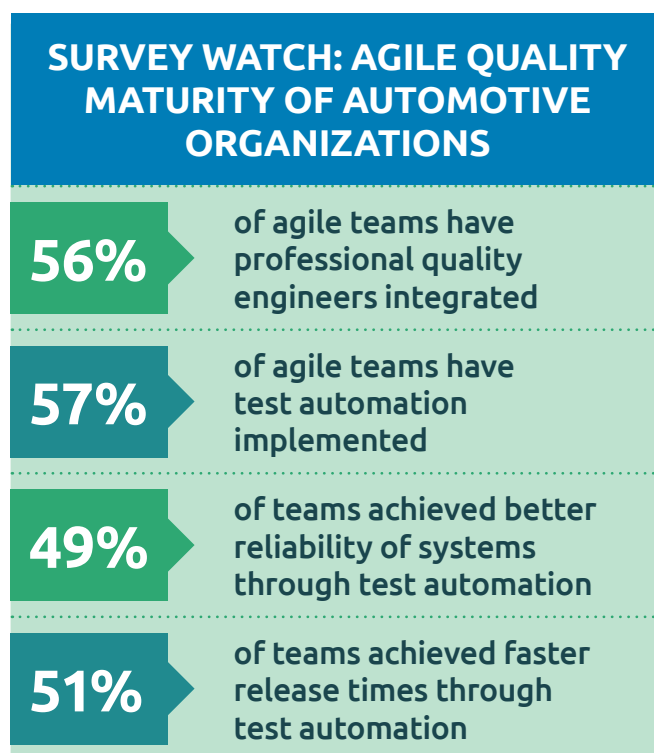 SURVEY WATCH: AGILE QUALITY
MATURITY OF AUTOMOTIVE
ORGANIZATIONS
56%
of agile teams have
professional quality
engineers integrated
57%
of agile teams have
test automation
implemented
49%
of teams achieved better
reliability of systems
through test automation
51%
of teams achieved faster
release times through
test automation